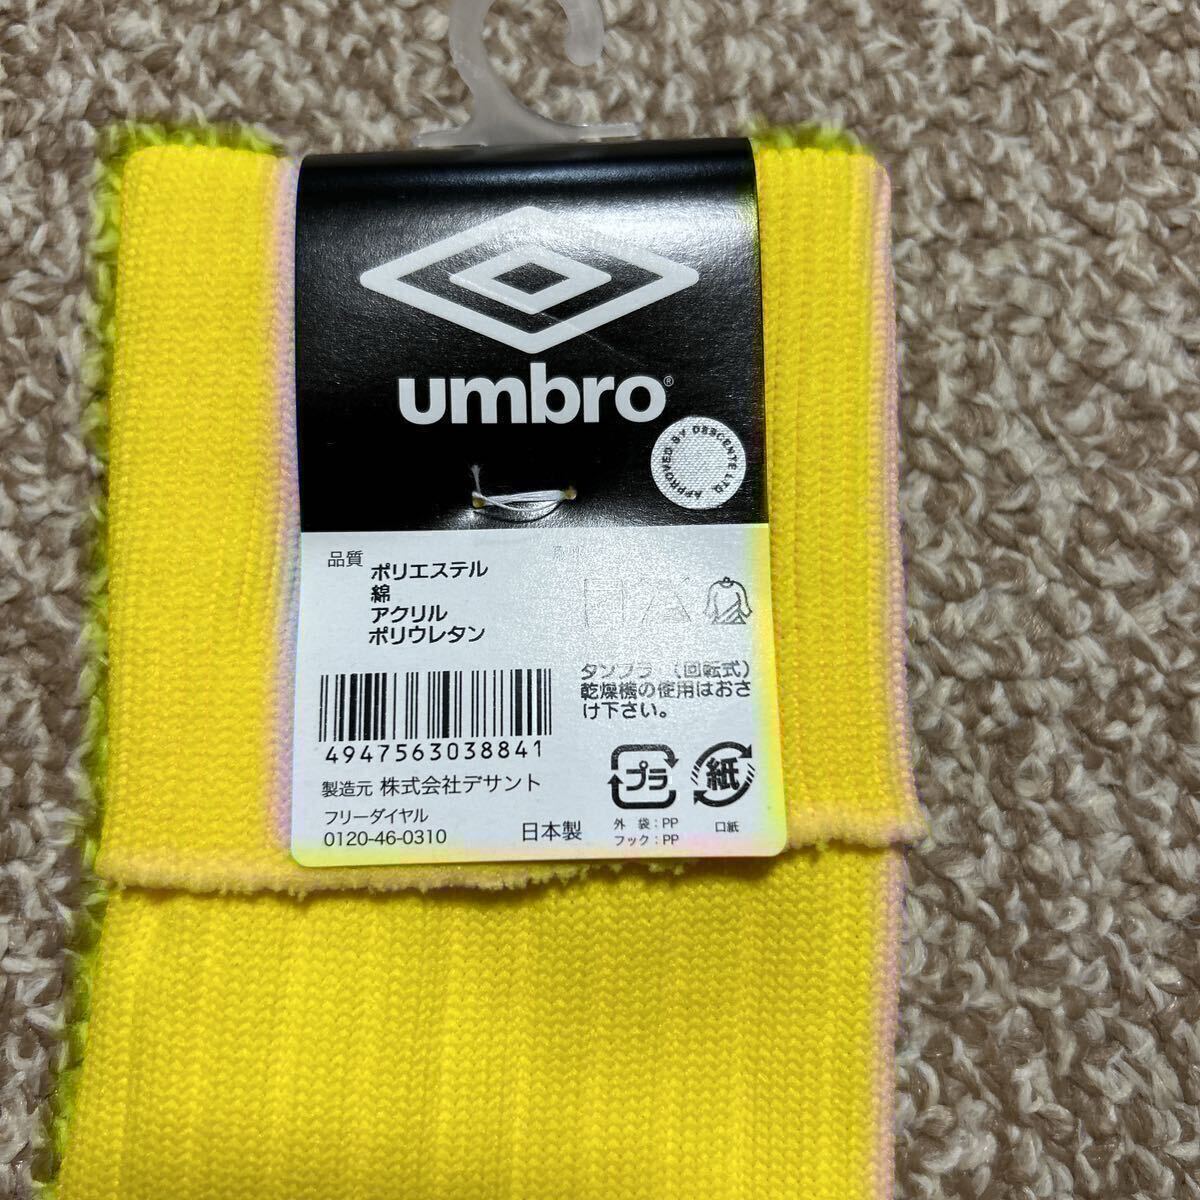 umbro®
APPROVED BY DESCENTE LTD.
品質
ポリエステル
綿
アクリル
ポリウレタン
タンブラー(回転式)
乾燥機の使用はおさ
け下さい。
4947563038841
製造元 株式会社デサント
フリーダイヤル
0120-46-0310
日本製
プラ
外袋:PP
フック:PP
紙
口紙